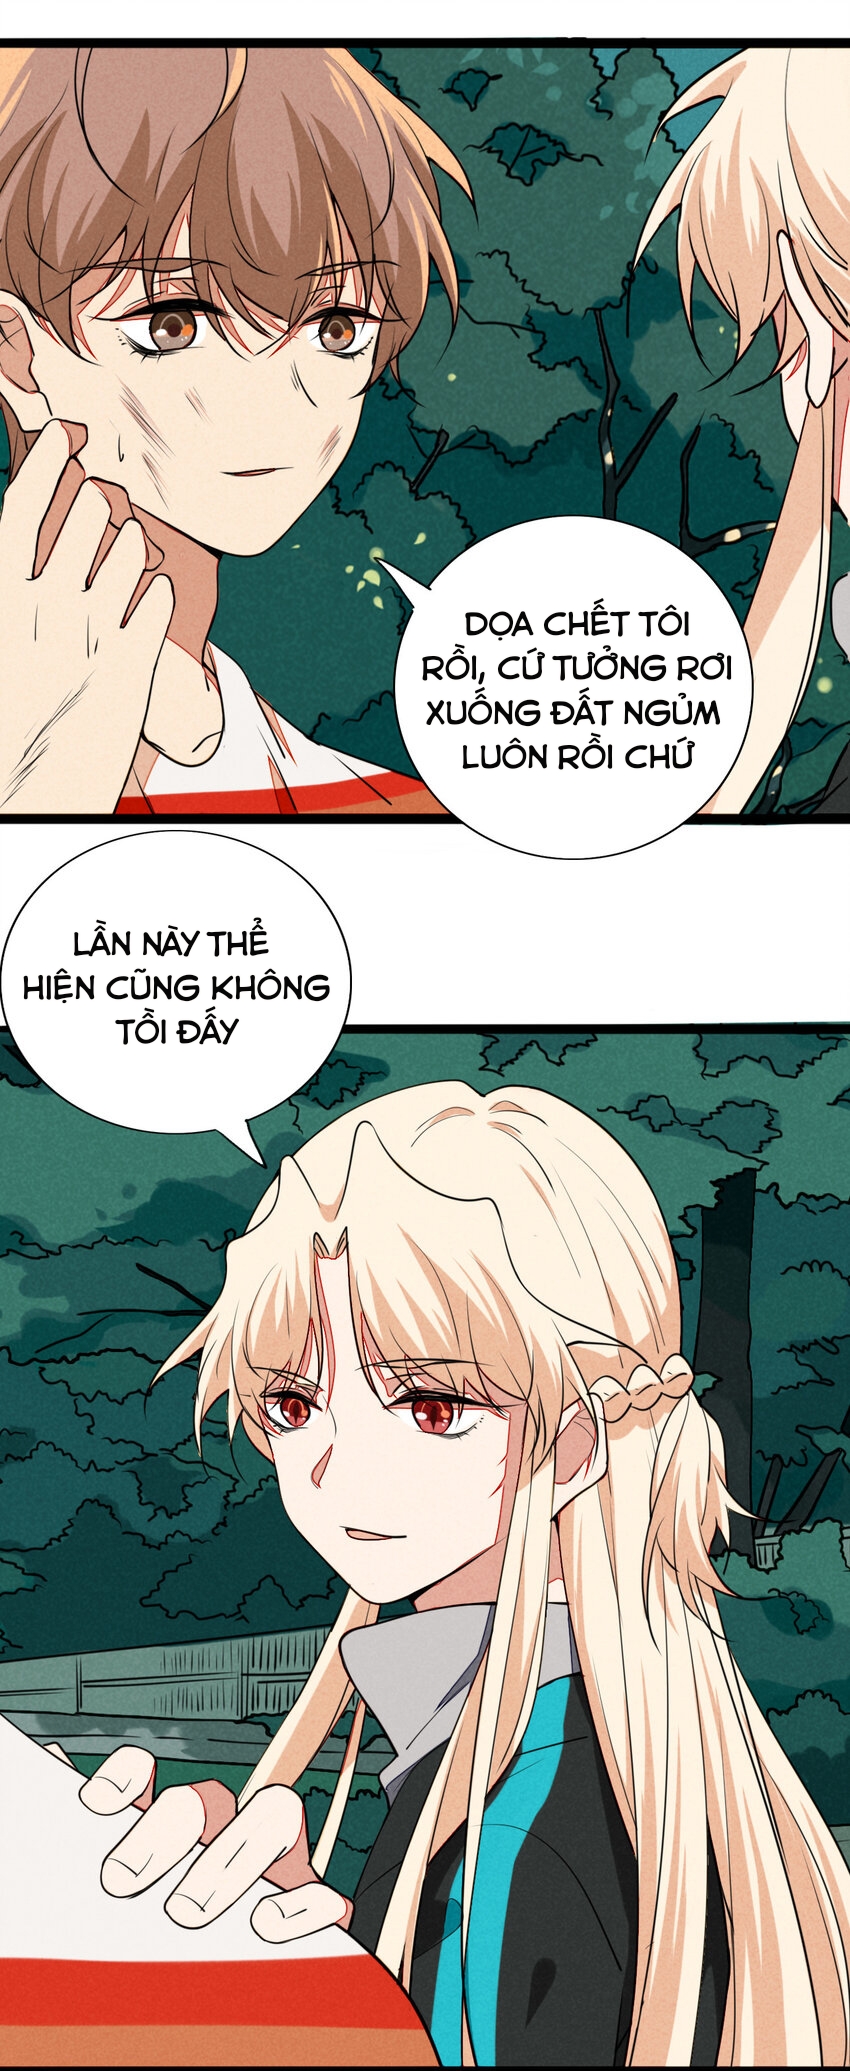 DỌA CHẾT TÔI
RỒI, CỨ TƯỞNG RƠI
XUỐNG ĐẤT NGỦM
LUÔN RỒI CHỨ
LẦN NÀY THỂ
HIỆN CŨNG KHÔNG
TỒI ĐẤY